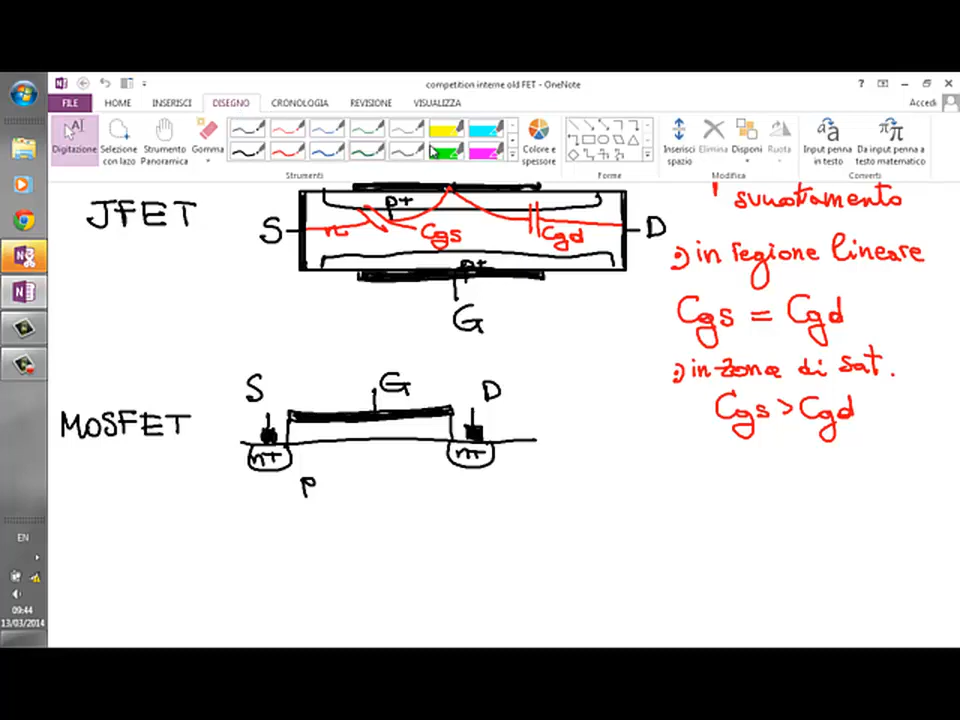 competition interne old FET - OneNote
Accedi
FILE HOME INSERISCI DISEGNO CRONOLOGIA REVISIONE VISUALIZZA
Digitazione
Selezione con lazo
Strumento Panoramica
Gomma
Colore e spessore
Inserisci spazio
Elimina
Disponi
Ruota
Input penna in testo
Da input penna a testo matematico
Strumenti
Forme
Modifica
Converti
JFET
S
n
p+
Cgs
Cgd
D
p+
G
svuotamento
in regione lineare
Cgs = Cgd
in zona di sat.
Cgs > Cgd
MOSFET
S
G
D
n+
n+
P
EN
09:44
13/03/2014